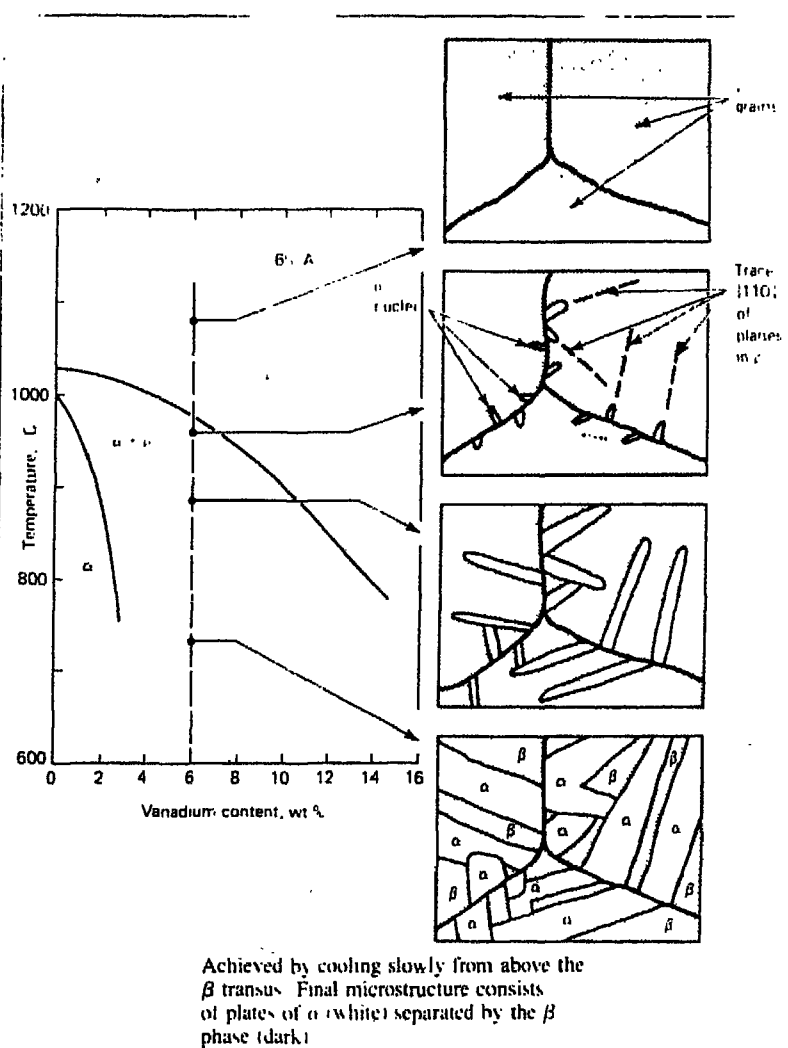 grains
1200
6% A
α
nuclei
Trace
{110}
of
planes
in
1000
α
800
600
0 2 4 6 8 10 12 14 16
Temperature, C
Vanadium content, wt %
β
α
β
β
α
β
α
α
α
α
α
α
β
α
α
β
β
Achieved by cooling slowly from above the
β transus Final microstructure consists
of plates of α (white) separated by the β
phase (dark)